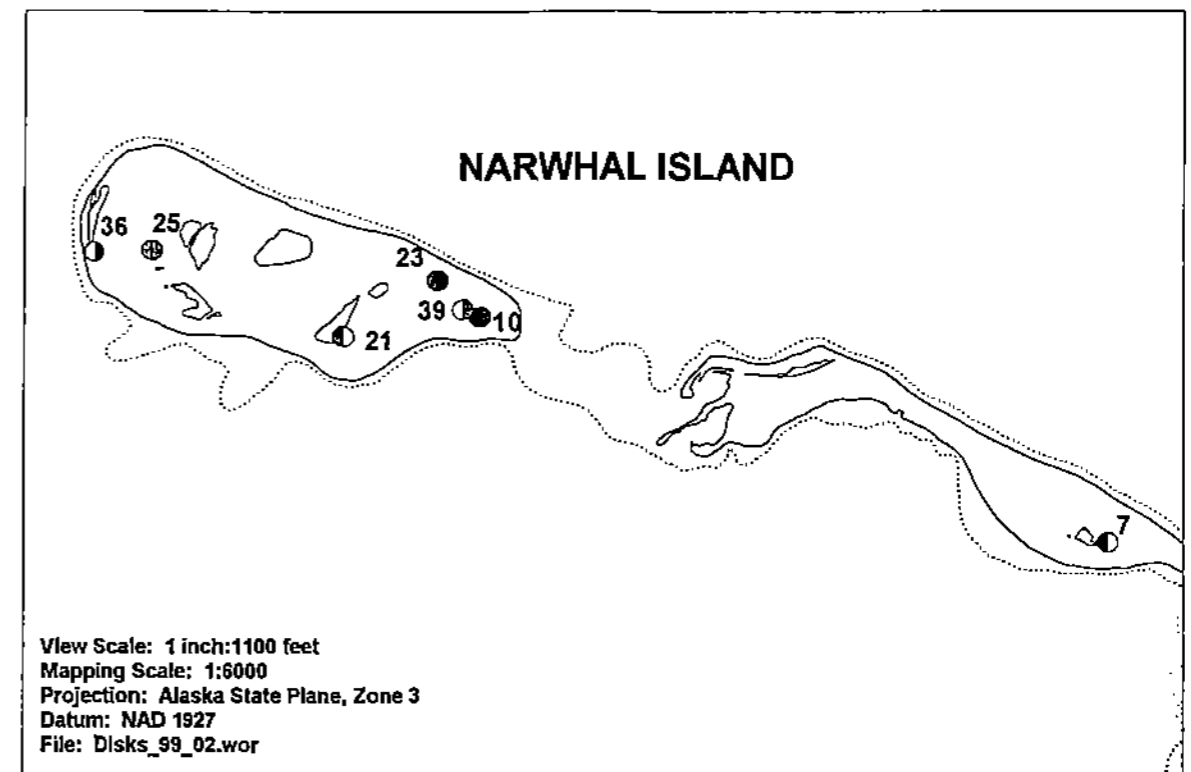 NARWHAL ISLAND
36
25
23
39
10
21
7
View Scale: 1 inch:1100 feet
Mapping Scale: 1:6000
Projection: Alaska State Plane, Zone 3
Datum: NAD 1927
File: Disks_99_02.wor